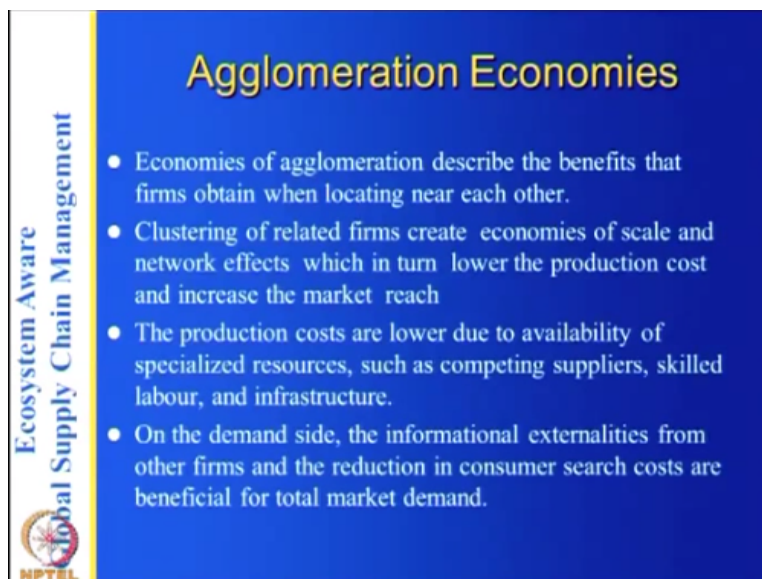 Agglomeration Economies
● Economies of agglomeration describe the benefits that
firms obtain when locating near each other.
● Clustering of related firms create economies of scale and
network effects which in turn lower the production cost
and increase the market reach
● The production costs are lower due to availability of
specialized resources, such as competing suppliers, skilled
labour, and infrastructure.
● On the demand side, the informational externalities from
other firms and the reduction in consumer search costs are
beneficial for total market demand.
Ecosystem Aware
Global Supply Chain Management
NPTEL